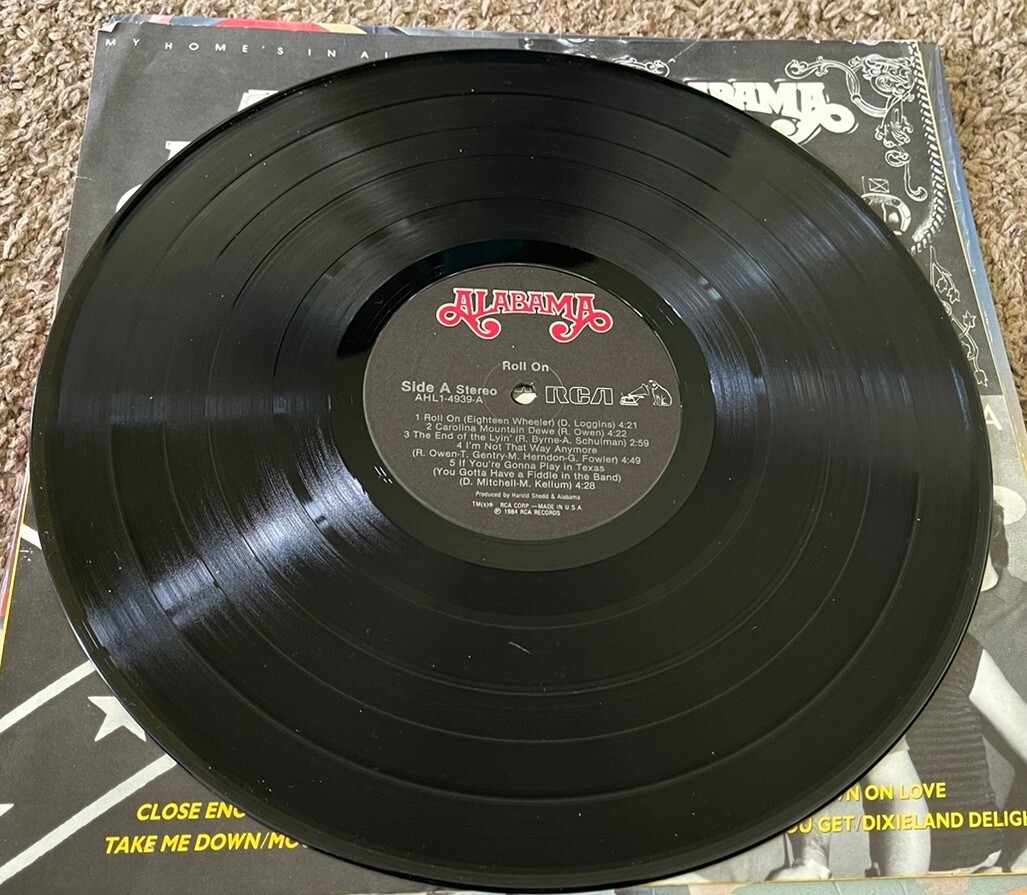 MY HOME'S IN AL
BAMA
ALABAMA
Roll On
Side A Stereo
AHL1-4939-A
RCA
1 Roll On (Eighteen Wheeler) (D. Loggins) 4:21
2 Carolina Mountain Dewe (R. Owen) 4:22
3 The End of the Lyin' (R. Byrne-A. Schulman) 2:59
4 I'm Not That Way Anymore
(R. Owen-T. Gentry-M. Herndon-G. Fowler) 4:49
5 If You're Gonna Play in Texas
(You Gotta Have a Fiddle in the Band)
(D. Mitchell-M. Kellum) 4:28
Produced by Harold Shedd & Alabama
TM(s)® RCA CORP — MADE IN U.S.A.
℗ 1984 RCA RECORDS
A
CLOSE ENO
WN ON LOVE
TAKE ME DOWN/MO
OU GET/DIXIELAND DELIGH